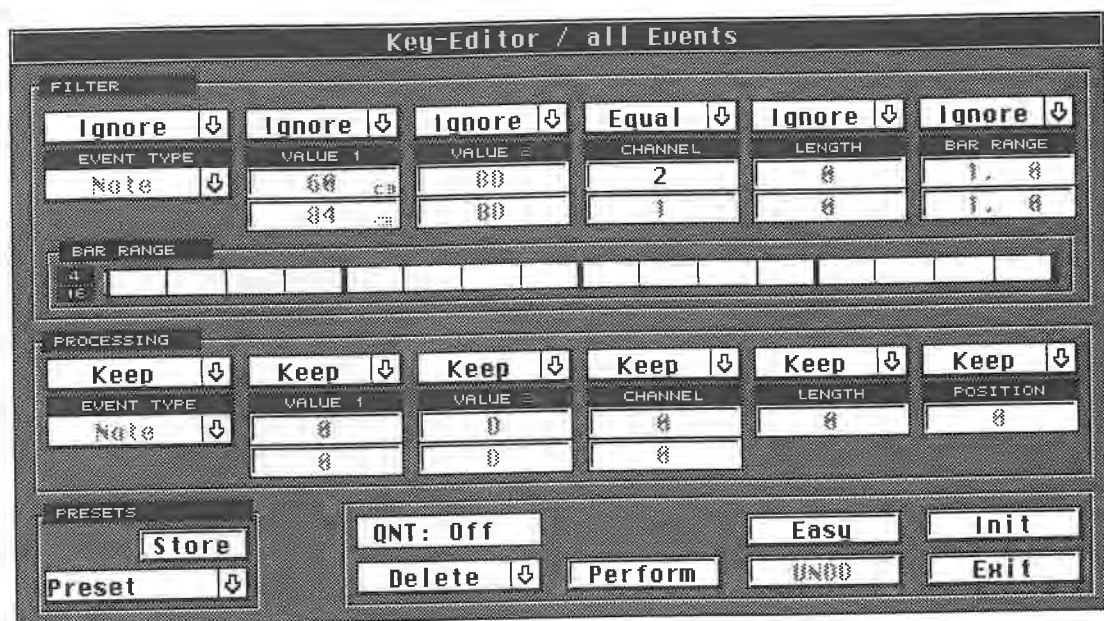 Key-Editor / all Events
FILTER
Ignore Ignore Ignore Equal Ignore Ignore
EVENT TYPE VALUE 1 VALUE 2 CHANNEL LENGTH BAR RANGE
Note 60 80 2 0 1. 0
84 80 1 0 1. 0
BAR RANGE
4
16
PROCESSING
Keep Keep Keep Keep Keep Keep
EVENT TYPE VALUE 1 VALUE 2 CHANNEL LENGTH POSITION
Note 0 0 0 0 0
0 0 0
PRESETS
Store
Preset
QNT: Off Easy Init
Delete Perform UNDO Exit